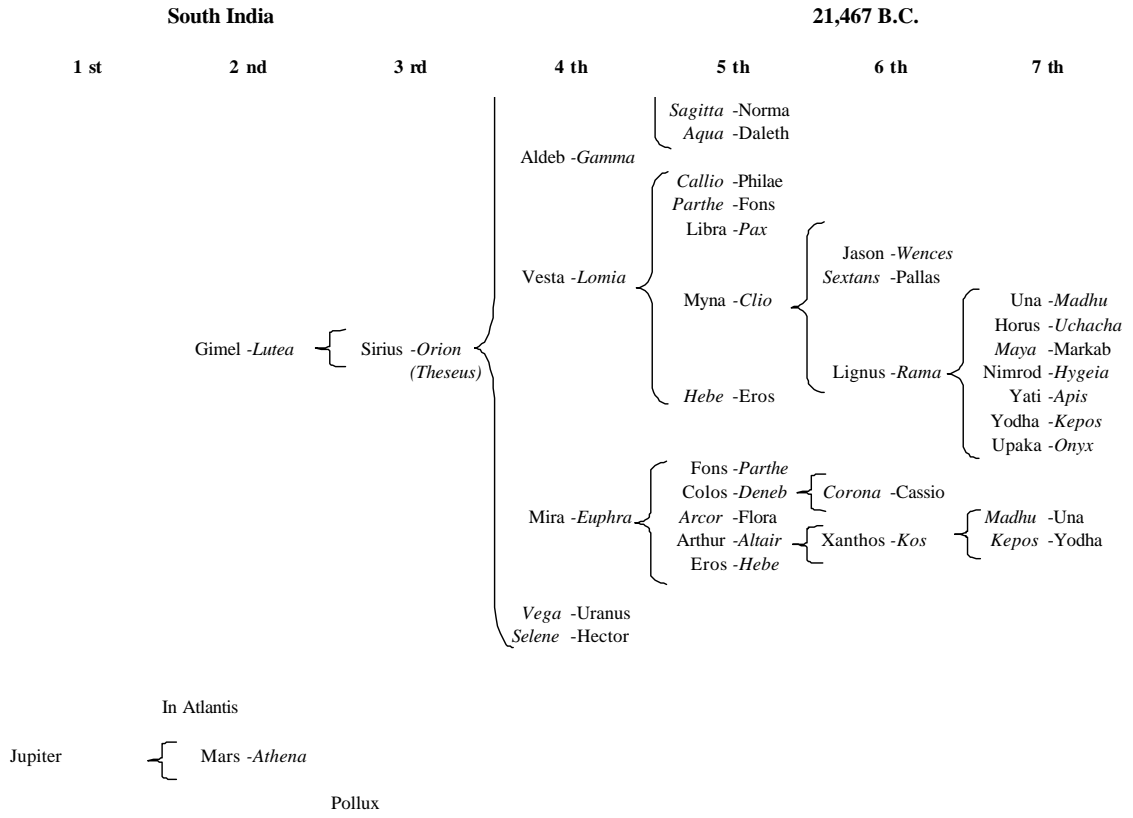 South India 21,467 B.C.
1 st 2 nd 3 rd 4 th 5 th 6 th 7 th
Sagitta -Norma
Aqua -Daleth
Aldeb -Gamma
Callio -Philae
Parthe -Fons
Libra -Pax
Jason -Wences
Vesta -Lomia Sextans -Pallas
Myna -Clio Una -Madhu
Horus -Uchacha
Gimel -Lutea Sirius -Orion Maya -Markab
(Theseus) Lignus -Rama Nimrod -Hygeia
Hebe -Eros Yati -Apis
Yodha -Kepos
Upaka -Onyx
Fons -Parthe
Colos -Deneb Corona -Cassio
Mira -Euphra Arcor -Flora Madhu -Una
Arthur -Altair Xanthos -Kos Kepos -Yodha
Eros -Hebe
Vega -Uranus
Selene -Hector
In Atlantis
Jupiter Mars -Athena
Pollux